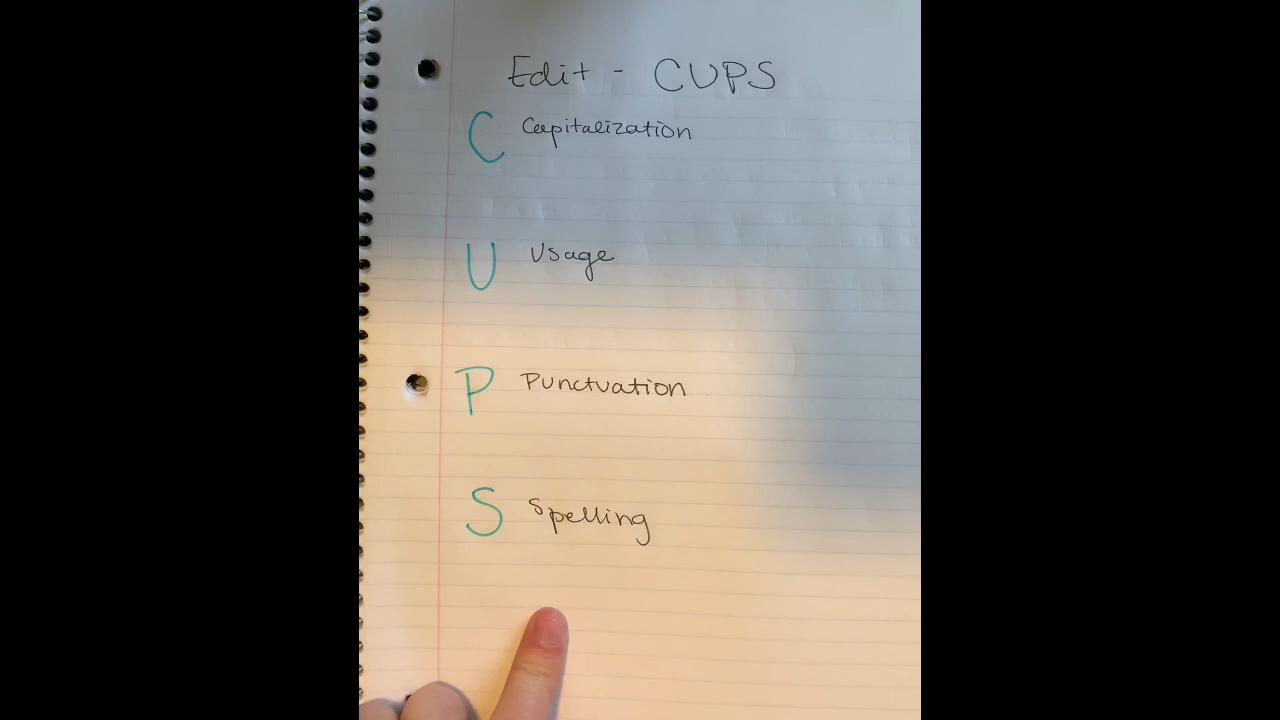 Edit - CUPS
C Capitalization
U Usage
P Punctuation
S Spelling